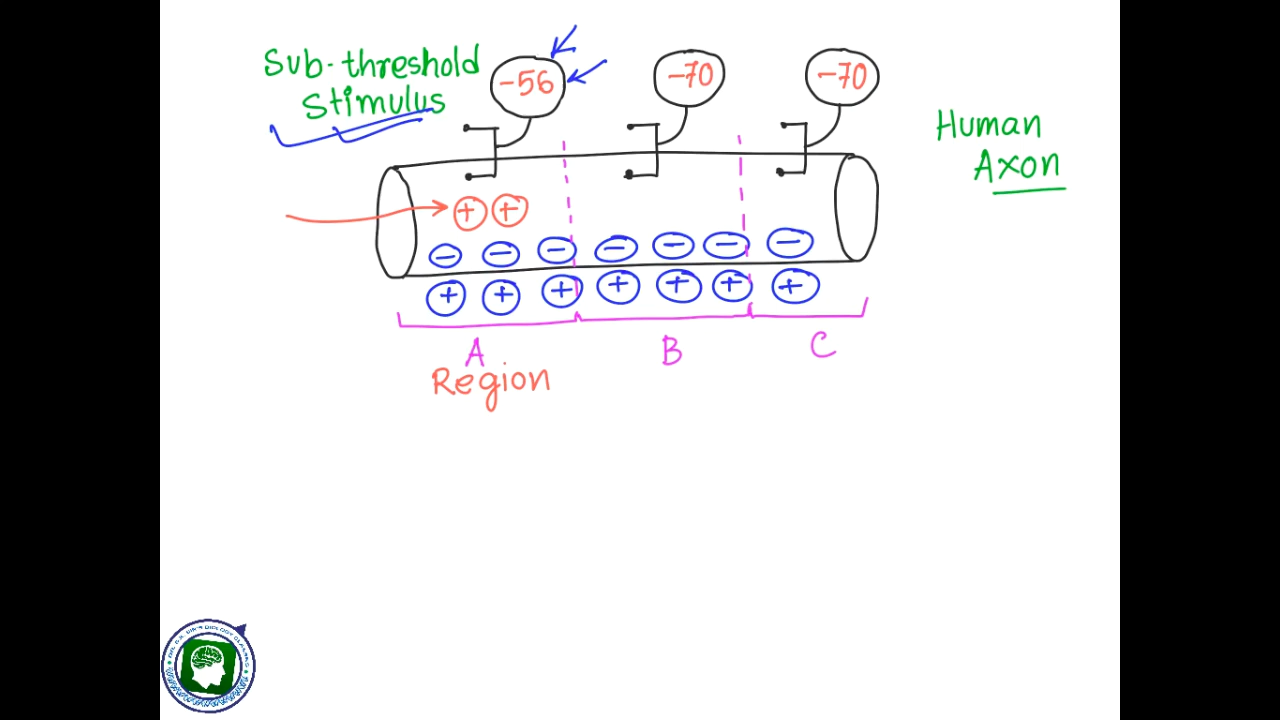 Sub-threshold
Stimulus
-56
-70
-70
Human
Axon
+ +
- - - - - - -
+ + + + + + +
A
B
C
Region